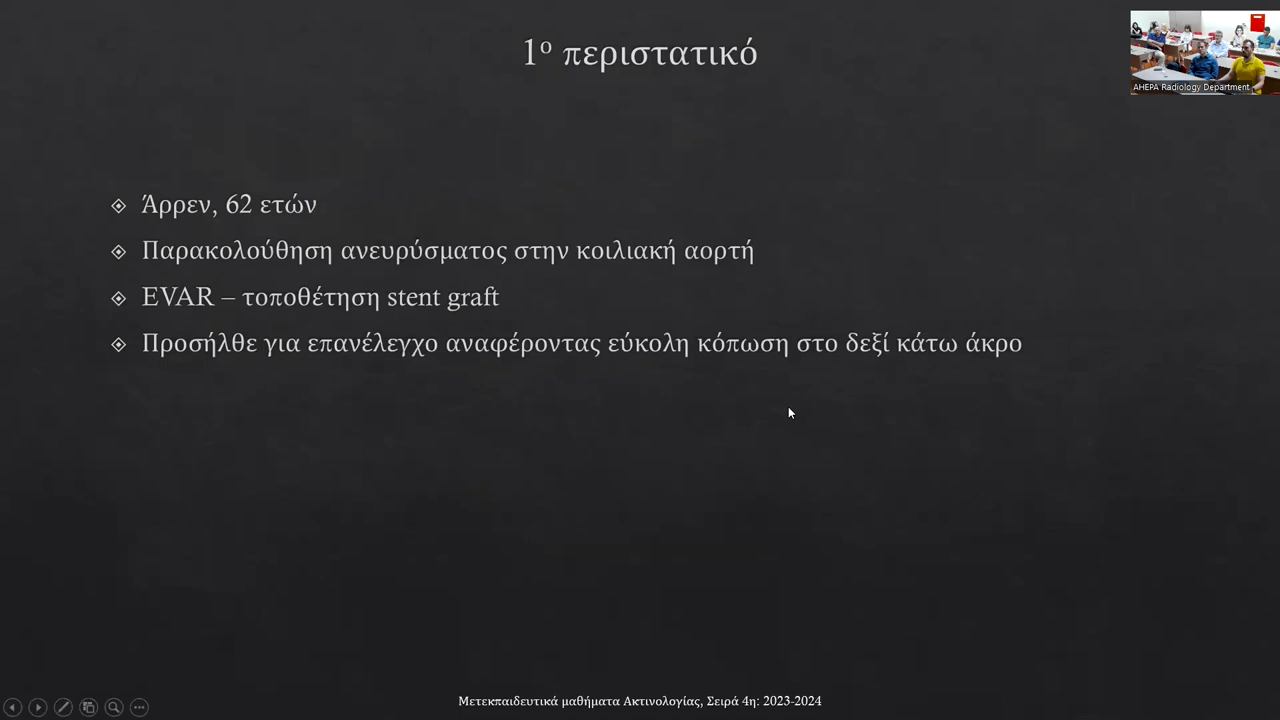 1ο περιστατικό
AHEPA Radiology Department
Άρρεν, 62 ετών
Παρακολούθηση ανευρύσματος στην κοιλιακή αορτή
EVAR – τοποθέτηση stent graft
Προσήλθε για επανέλεγχο αναφέροντας εύκολη κόπωση στο δεξί κάτω άκρο
Μετεκπαιδευτικά μαθήματα Ακτινολογίας, Σειρά 4η: 2023-2024